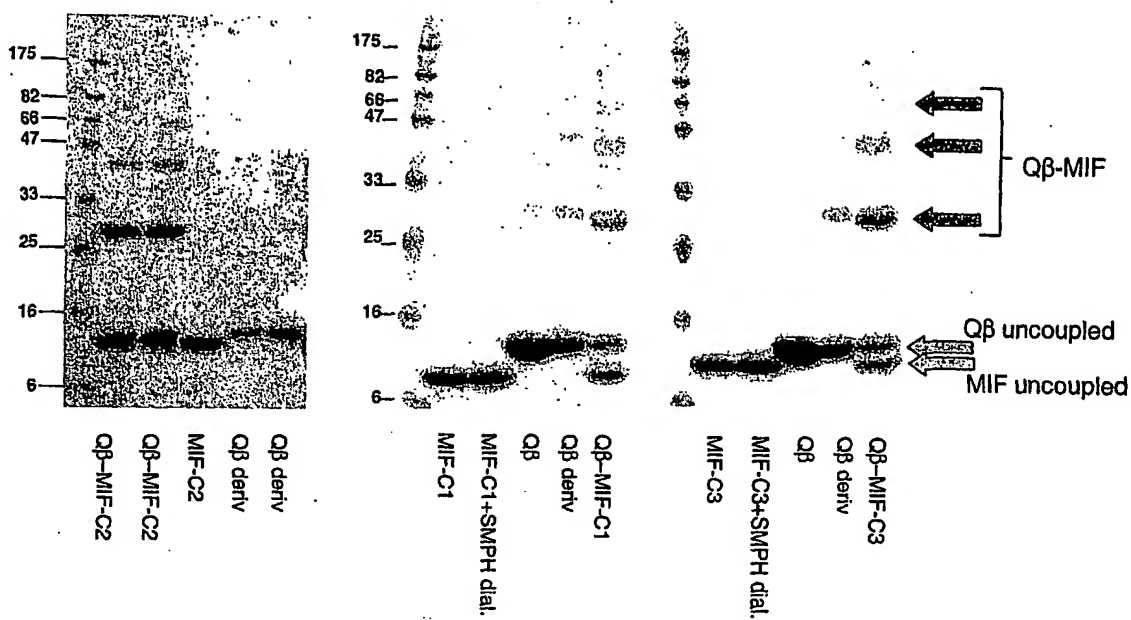 175
82
66
47
33
25
16
6
175
82
66
47
33
25
16
6
Qβ-MIF
Qβ uncoupled
MIF uncoupled
Qβ–MIF-C2
Qβ–MIF-C2
MIF-C2
Qβ deriv
Qβ deriv
MIF-C1
MIF-C1+SMPH dial.
Qβ
Qβ deriv
Qβ–MIF-C1
MIF-C3
MIF-C3+SMPH dial.
Qβ
Qβ deriv
Qβ–MIF-C3